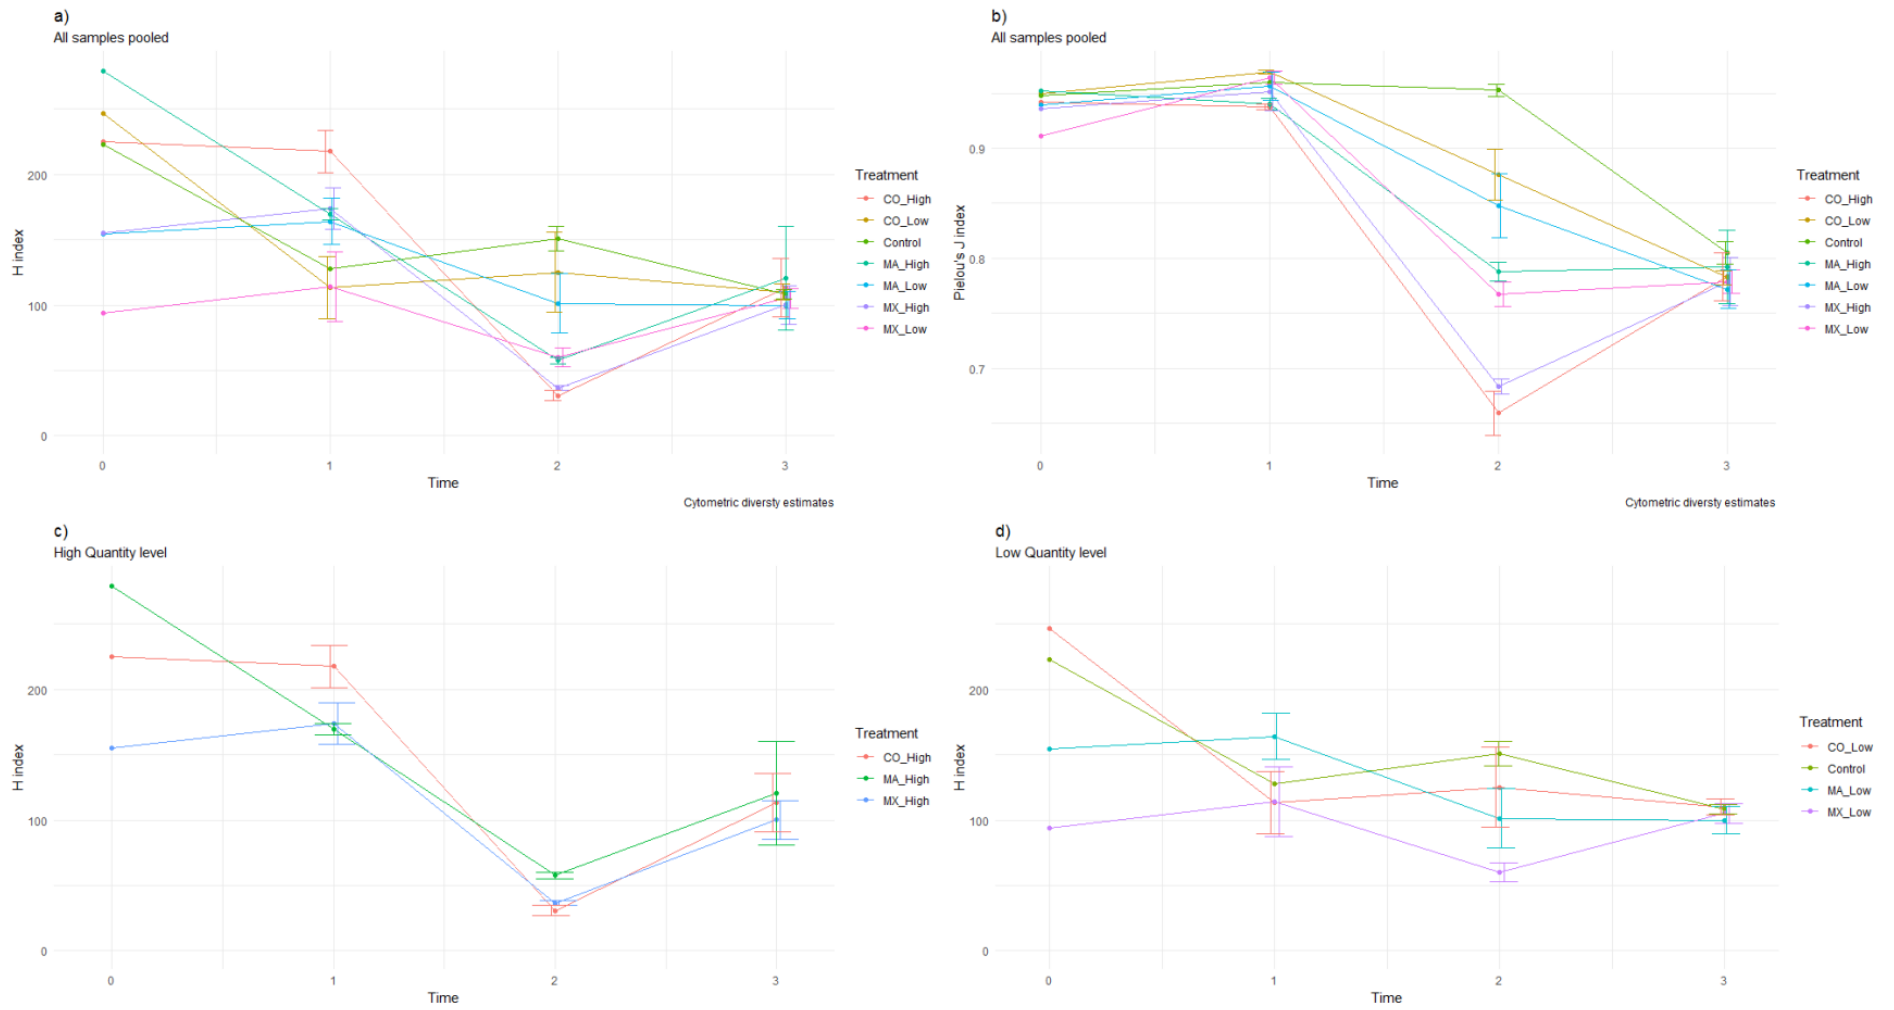 a)
All samples pooled
H index
200
100
0
0 1 2 3
Time
Cytometric diversty estimates
Treatment
CO_High
CO_Low
Control
MA_High
MA_Low
MX_High
MX_Low
b)
All samples pooled
Pielou's J index
0.9
0.8
0.7
0 1 2 3
Time
Cytometric diversty estimates
Treatment
CO_High
CO_Low
Control
MA_High
MA_Low
MX_High
MX_Low
c)
High Quantity level
H index
200
100
0
0 1 2 3
Time
Treatment
CO_High
MA_High
MX_High
d)
Low Quantity level
H index
200
100
0
0 1 2 3
Time
Treatment
CO_Low
Control
MA_Low
MX_Low